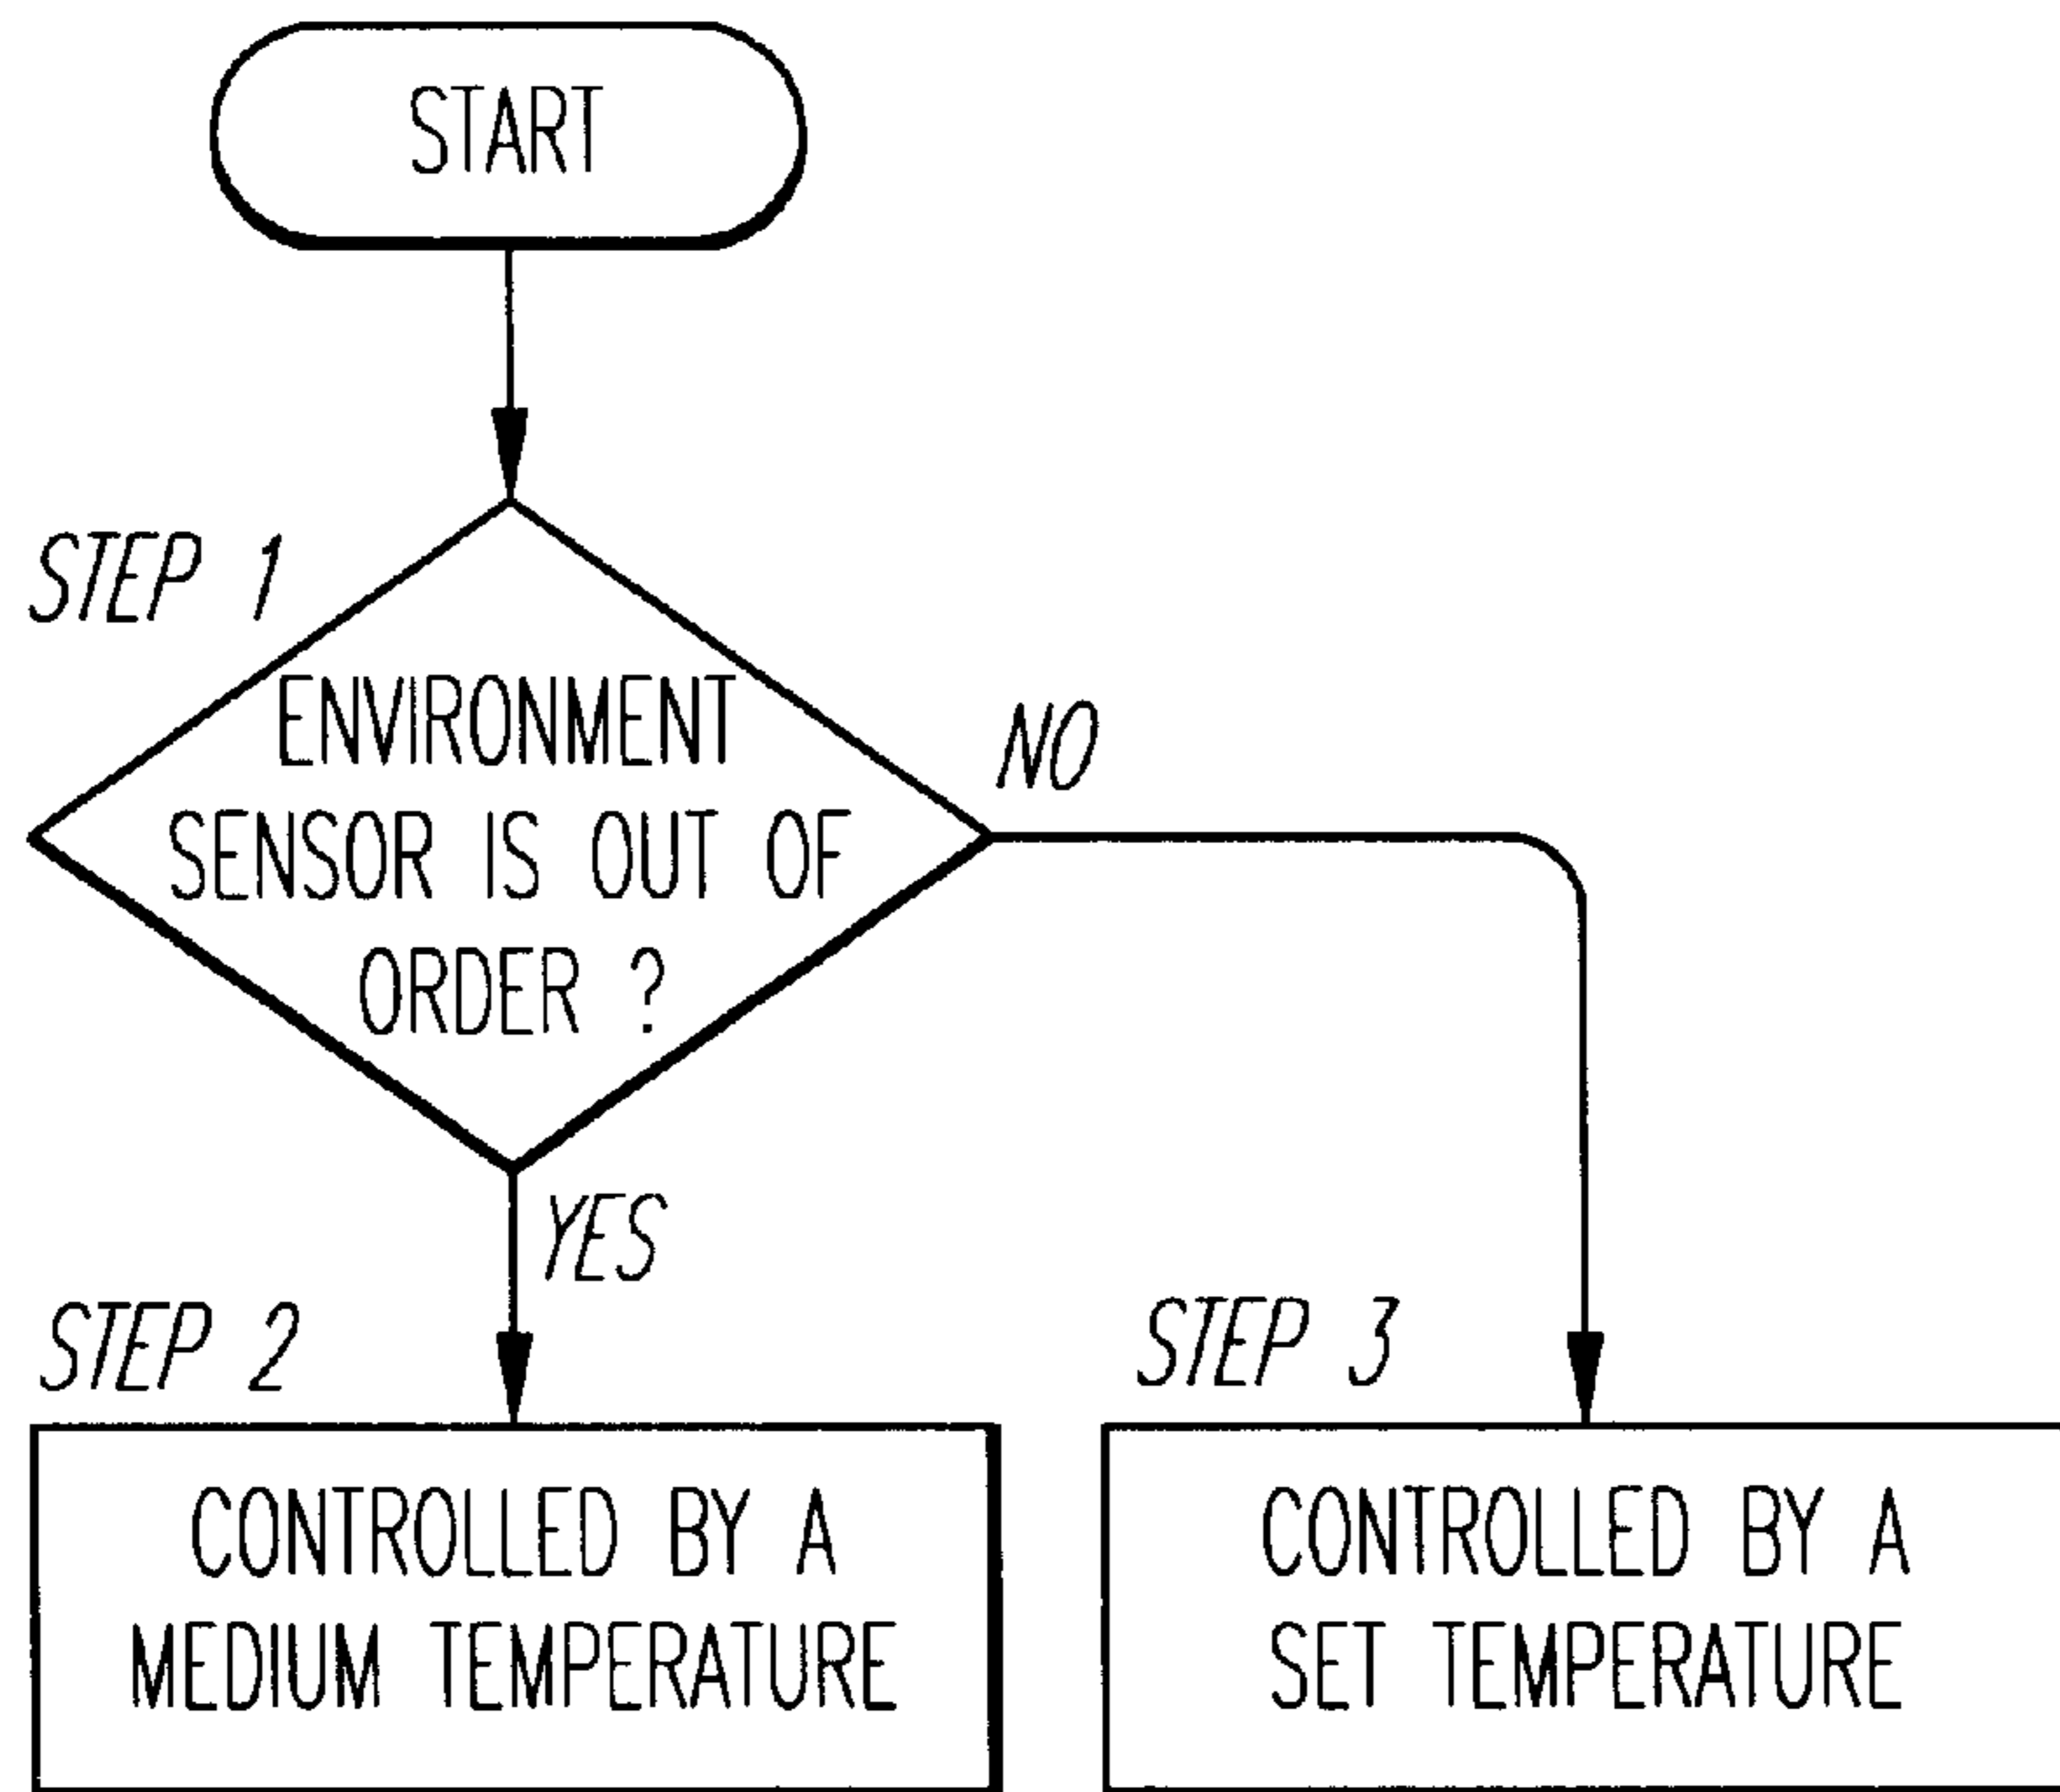 START
STEP 1
ENVIRONMENT
SENSOR IS OUT OF
ORDER ?
NO
YES
STEP 2
CONTROLLED BY A
MEDIUM TEMPERATURE
STEP 3
CONTROLLED BY A
SET TEMPERATURE